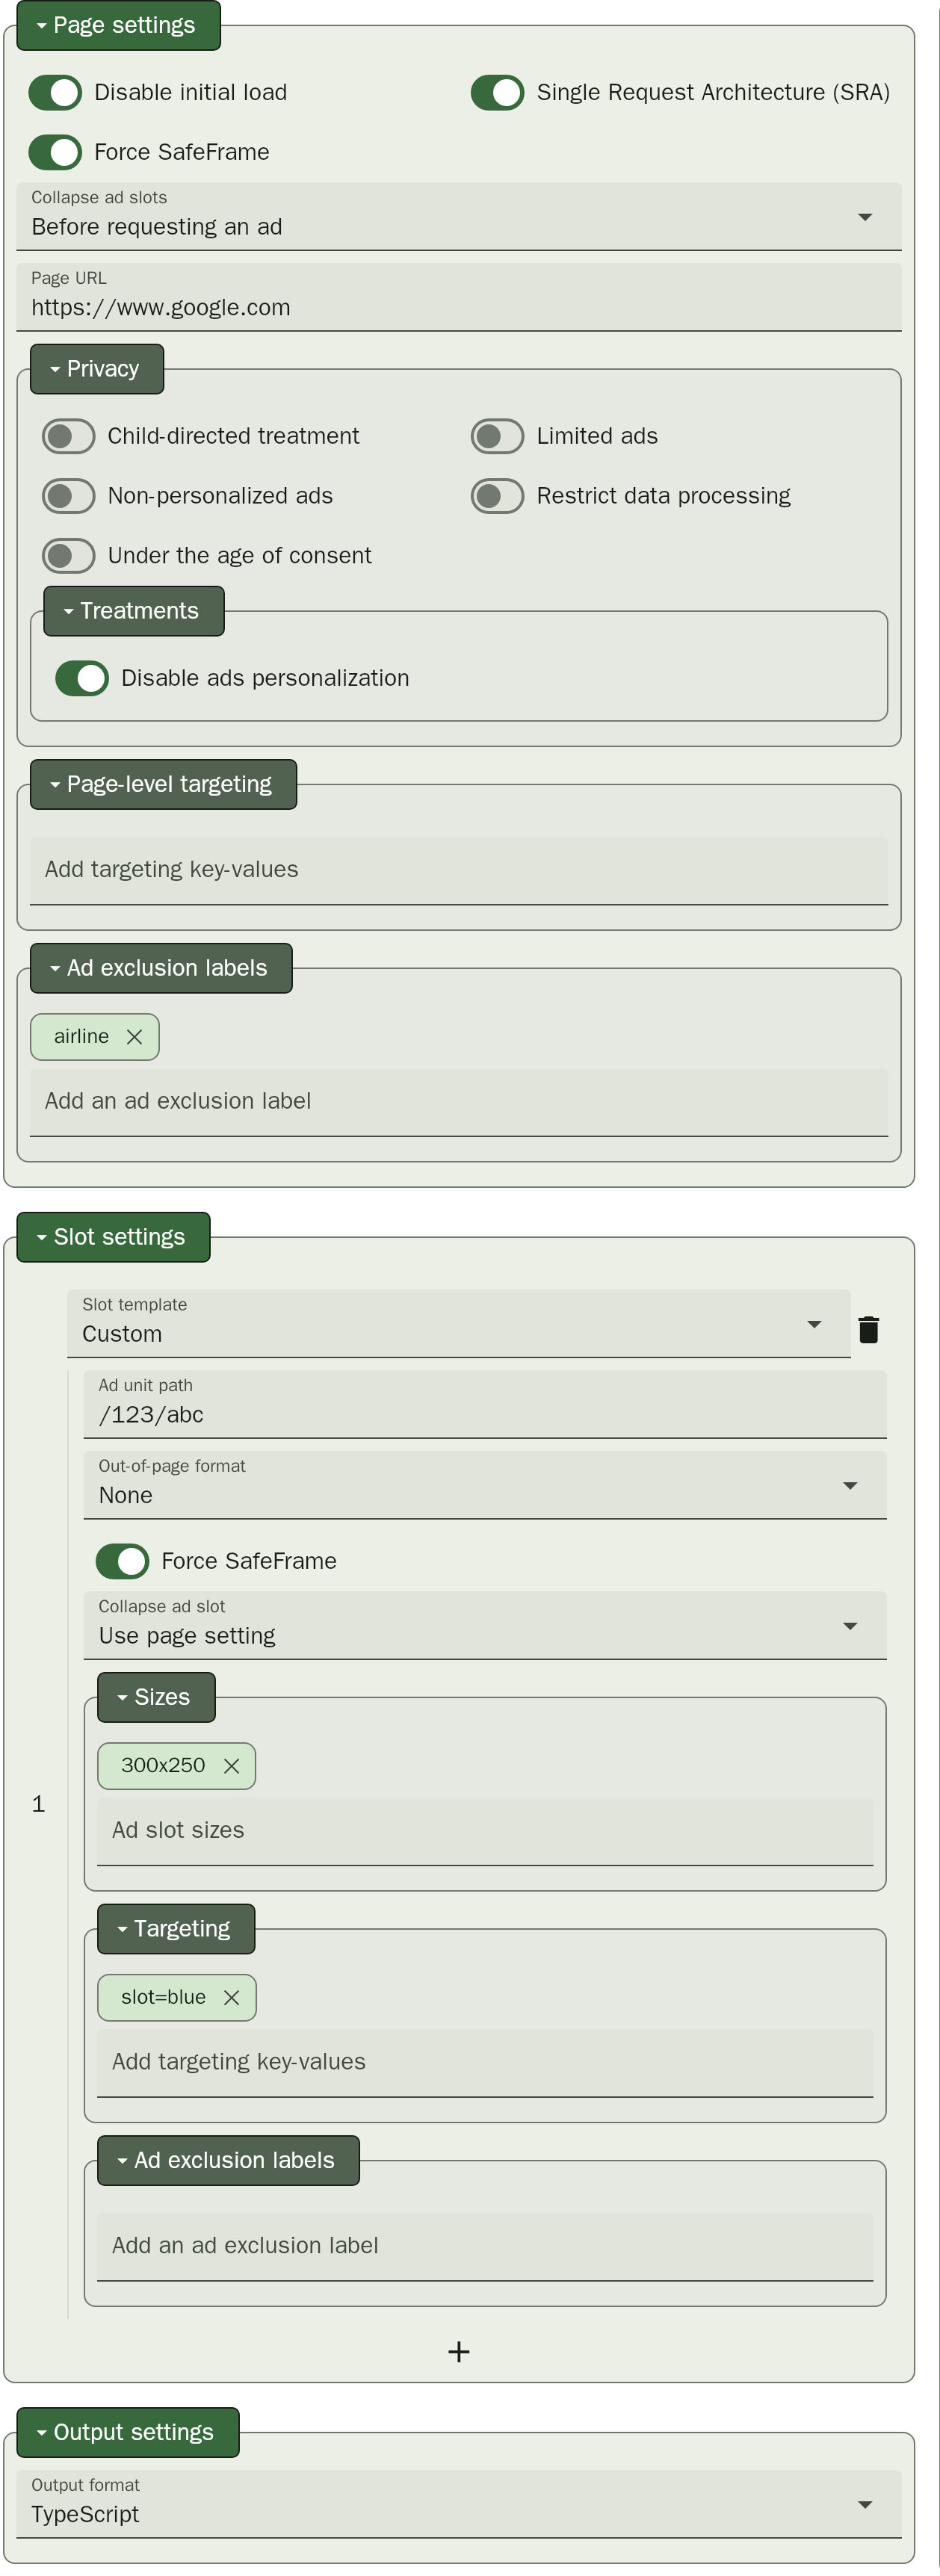 Page settings
Disable initial load
Single Request Architecture (SRA)
Force SafeFrame
Collapse ad slots
Before requesting an ad
Page URL
https://www.google.com
Privacy
Child-directed treatment
Limited ads
Non-personalized ads
Restrict data processing
Under the age of consent
Treatments
Disable ads personalization
Page-level targeting
Add targeting key-values
Ad exclusion labels
airline
Add an ad exclusion label
Slot settings
Slot template
Custom
Ad unit path
/123/abc
Out-of-page format
None
Force SafeFrame
Collapse ad slot
Use page setting
Sizes
300x250
1
Ad slot sizes
Targeting
slot=blue
Add targeting key-values
Ad exclusion labels
Add an ad exclusion label
+
Output settings
Output format
TypeScript